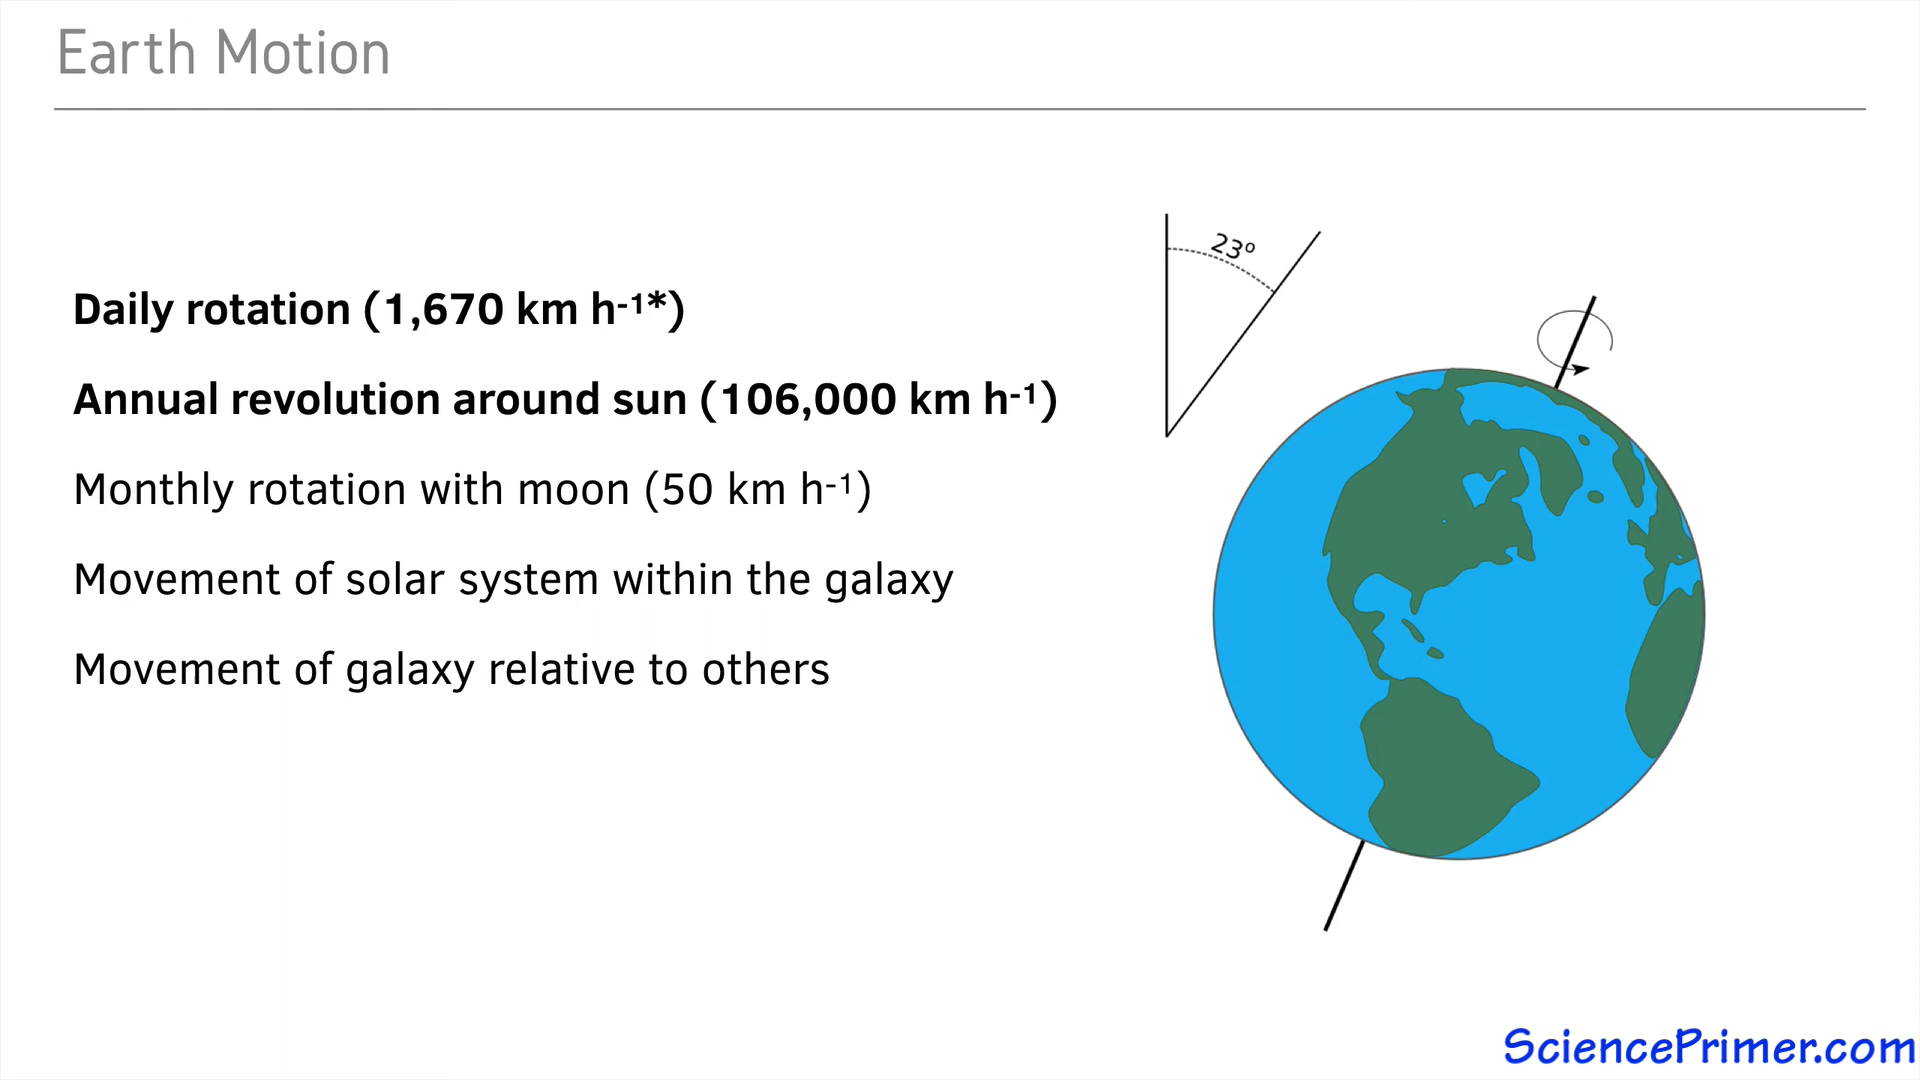 Earth Motion
23º
Daily rotation (1,670 km h⁻¹*)
Annual revolution around sun (106,000 km h⁻¹)
Monthly rotation with moon (50 km h⁻¹)
Movement of solar system within the galaxy
Movement of galaxy relative to others
SciencePrimer.com